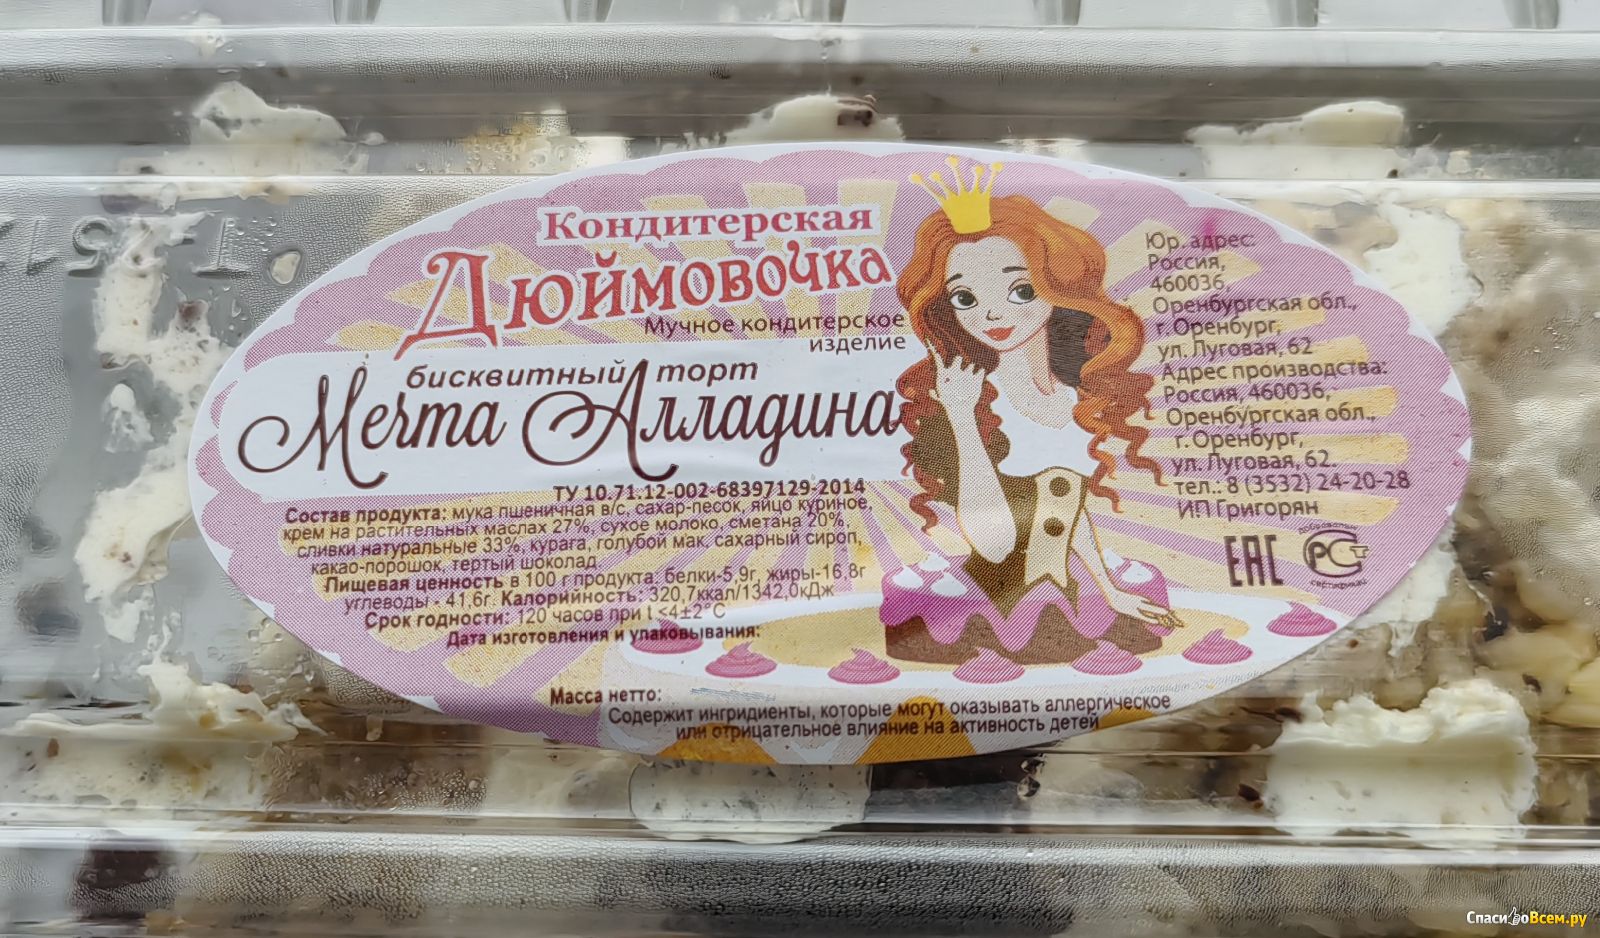 Кондитерская
Дюймовочка
Мучное кондитерское
изделие
бисквитный торт
Мечта Алладина
ТУ 10.71.12-002-68397129-2014
Состав продукта: мука пшеничная в/с, сахар-песок, яйцо куриное,
крем на растительных маслах 27%, сухое молоко, сметана 20%,
сливки натуральные 33%, курага, голубой мак, сахарный сироп,
какао-порошок, тертый шоколад
Пищевая ценность в 100 г продукта: белки-5,9г, жиры-16,8г
углеводы - 41,6г. Калорийность: 320,7ккал/1342,0кДж
Срок годности: 120 часов при t <4±2°C
Дата изготовления и упаковывания:
Масса нетто:
Содержит ингридиенты, которые могут оказывать аллергическое
или отрицательное влияние на активность детей
Юр. адрес:
Россия,
460036,
Оренбургская обл.,
г. Оренбург,
ул. Луговая, 62
Адрес производства:
Россия, 460036,
Оренбургская обл.,
г. Оренбург,
ул. Луговая, 62.
тел.: 8 (3532) 24-20-28
ИП Григорян
ЕАС
РСТ
СпасибоВсем.ру